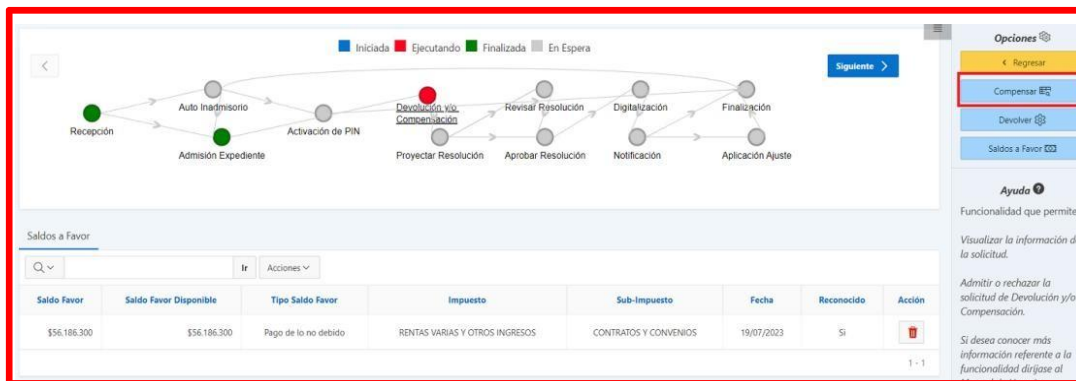 Iniciada Ejecutando Finalizada En Espera
Siguiente
Auto Inadmisorio
Devolución y/o
Compensación
Revisar Resolución
Digitalización
Finalización
Recepción
Activación de PIN
Admisión Expediente
Proyectar Resolución
Aprobar Resolución
Notificación
Aplicación Ajuste
Opciones
Regresar
Compensar
Devolver
Saldos a Favor
Ayuda
Funcionalidad que permite
Visualizar la información d
la solicitud.
Admitir o rechazar la
solicitud de Devolución y/o
Compensación.
Si desea conocer más
información referente a la
funcionalidad diríjase al
Saldos a Favor
Ir Acciones
Saldo Favor Saldo Favor Disponible Tipo Saldo Favor Impuesto Sub-Impuesto Fecha Reconocido Acción
$56.186.300 $56.186.300 Pago de lo no debido RENTAS VARIAS Y OTROS INGRESOS CONTRATOS Y CONVENIOS 19/07/2023 Si
1 - 1